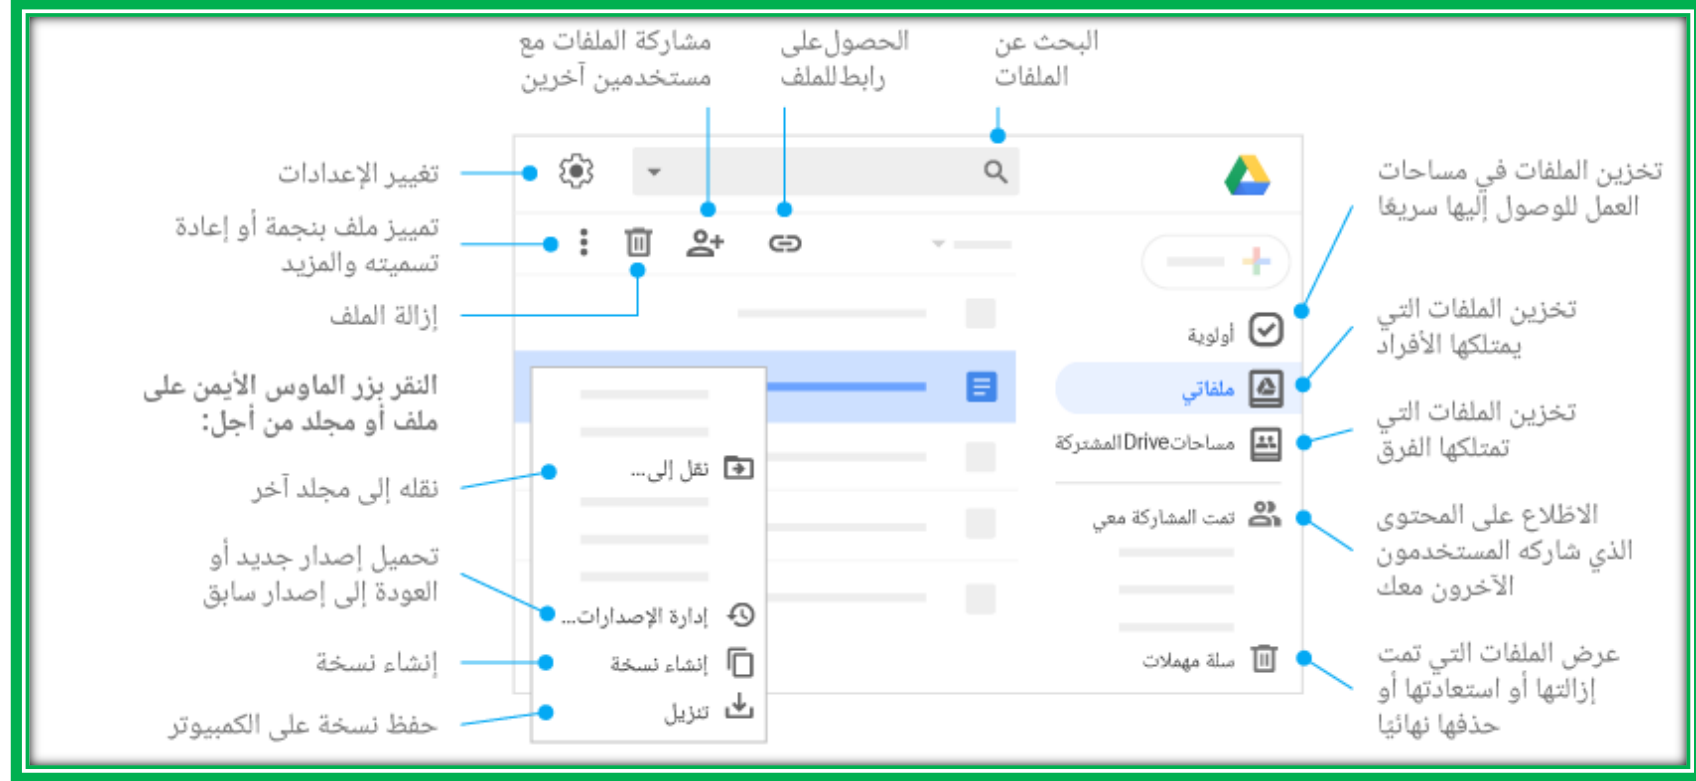 البحث عن
الملفات
الحصول على
رابط للملف
مشاركة الملفات مع
مستخدمين آخرين
تخزين الملفات في مساحات
العمل للوصول إليها سريعًا
تخزين الملفات التي
يمتلكها الأفراد
تخزين الملفات التي
تمتلكها الفرق
الاطّلاع على المحتوى
الذي شاركه المستخدمون
الآخرون معك
عرض الملفات التي تمت
إزالتها أو استعادتها أو
حذفها نهائيًا
أولوية
ملفاتي
مساحات Drive المشتركة
تمت المشاركة معي
سلة مهملات
نقل إلى...
إدارة الإصدارات...
إنشاء نسخة
تنزيل
تغيير الإعدادات
تمييز ملف بنجمة أو إعادة
تسميته والمزيد
إزالة الملف
النقر بزر الماوس الأيمن على
ملف أو مجلد من أجل:
نقله إلى مجلد آخر
تحميل إصدار جديد أو
العودة إلى إصدار سابق
إنشاء نسخة
حفظ نسخة على الكمبيوتر